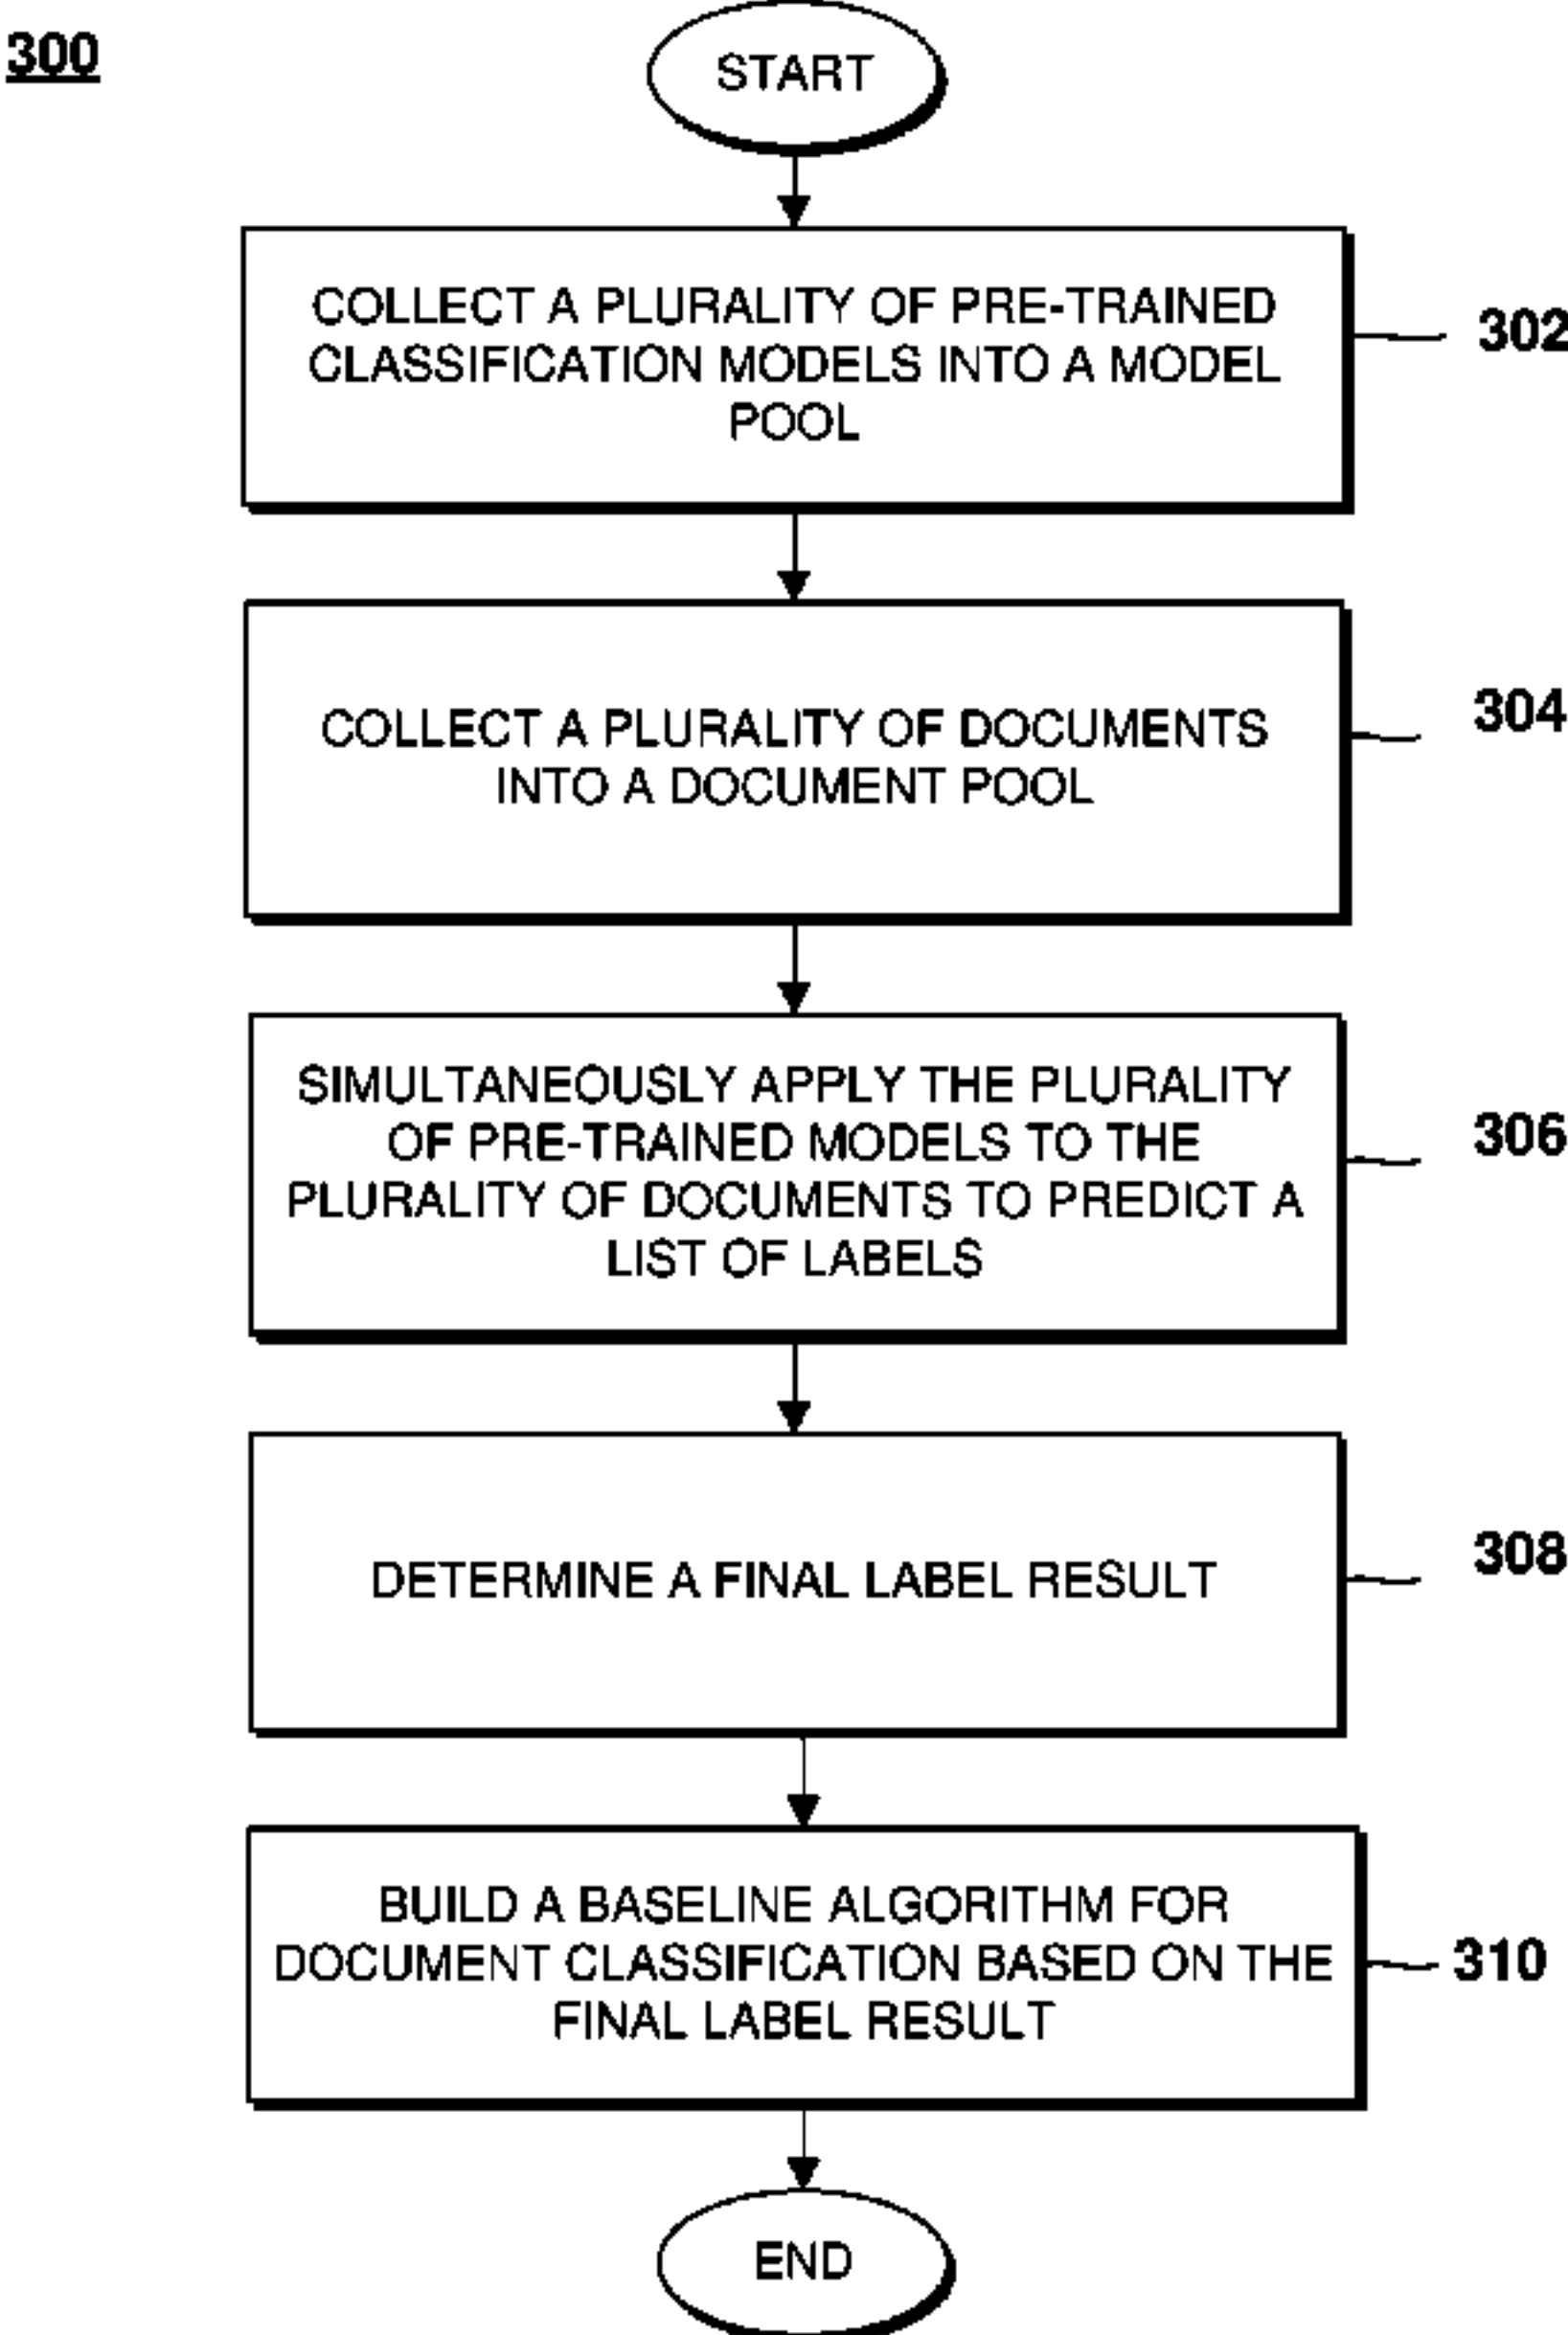 300
START
COLLECT A PLURALITY OF PRE-TRAINED
CLASSIFICATION MODELS INTO A MODEL
POOL
302
COLLECT A PLURALITY OF DOCUMENTS
INTO A DOCUMENT POOL
304
SIMULTANEOUSLY APPLY THE PLURALITY
OF PRE-TRAINED MODELS TO THE
PLURALITY OF DOCUMENTS TO PREDICT A
LIST OF LABELS
306
DETERMINE A FINAL LABEL RESULT
308
BUILD A BASELINE ALGORITHM FOR
DOCUMENT CLASSIFICATION BASED ON THE
FINAL LABEL RESULT
310
END